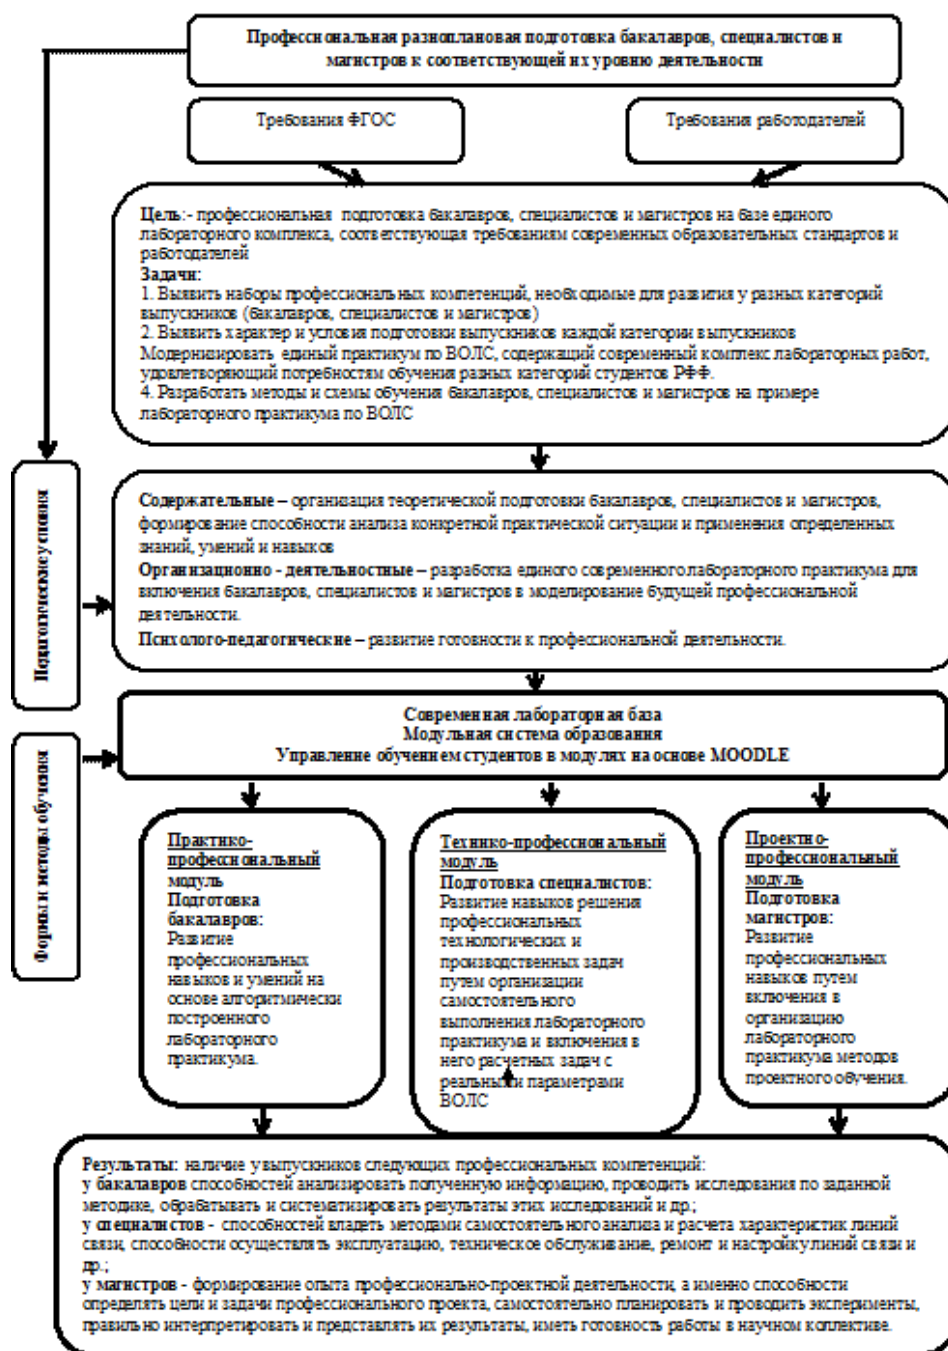 Профессиональная разноплановая подготовка бакалавров, специалистов и
магистров к соответствующей их уровню деятельности
Требования ФГОС
Требования работодателей
Цель:- профессиональная подготовка бакалавров, специалистов и магистров на базе единого
лабораторного комплекса, соответствующая требованиям современных образовательных стандартов и
работодателей
Задачи:
1. Выявить наборы профессиональных компетенций, необходимые для развития у разных категорий
выпускников (бакалавров, специалистов и магистров)
2. Выявить характер и условия подготовки выпускников каждой категории выпускников
Модернизировать единый практикум по ВОЛС, содержащий современный комплекс лабораторных работ,
удовлетворяющий потребностям обучения разных категорий студентов РФФ.
4. Разработать методы и схемы обучения бакалавров, специалистов и магистров на примере
лабораторного практикума по ВОЛС
Педагогические условия
Содержательные – организация теоретической подготовки бакалавров, специалистов и магистров,
формирование способности анализа конкретной практической ситуации и применения определенных
знаний, умений и навыков
Организационно - деятельностные – разработка единого современного лабораторного практикума для
включения бакалавров, специалистов и магистров в моделирование будущей профессиональной
деятельности.
Психолого-педагогические – развитие готовности к профессиональной деятельности.
Формы и методы обучения
Современная лабораторная база
Модульная система образования
Управление обучением студентов в модулях на основе MOODLE
Практико-
профессиональный
модуль
Подготовка
бакалавров:
Развитие
профессиональных
навыков и умений на
основе алгоритмически
построенного
лабораторного
практикума.
Технико-профессиональный
модуль
Подготовка специалистов:
Развитие навыков решения
профессиональных
технологических и
производственных задач
путем организации
самостоятельного
выполнения лабораторного
практикума и включения в
него расчетных задач с
реальными параметрами
ВОЛС
Проектно-
профессиональный
модуль
Подготовка
магистров:
Развитие
профессиональных
навыков путем
включения в
организацию
лабораторного
практикума методов
проектного обучения.
Результаты: наличие у выпускников следующих профессиональных компетенций:
у бакалавров способностей анализировать полученную информацию, проводить исследования по заданной
методике, обрабатывать и систематизировать результаты этих исследований и др.;
у специалистов - способностей владеть методами самостоятельного анализа и расчета характеристик линий
связи, способности осуществлять эксплуатацию, техническое обслуживание, ремонт и настройку линий связи и
др.;
у магистров - формирование опыта профессионально-проектной деятельности, а именно способности
определять цели и задачи профессионального проекта, самостоятельно планировать и проводить эксперименты,
правильно интерпретировать и представлять их результаты, иметь готовность работы в научном коллективе.